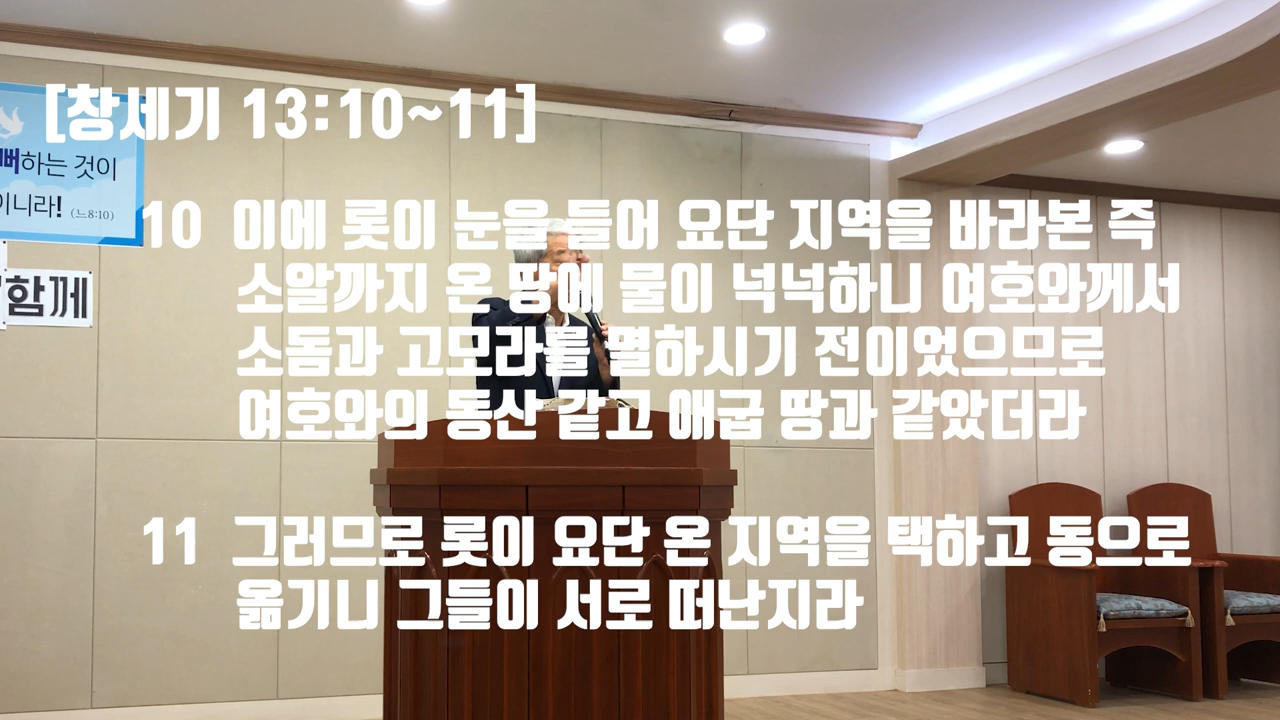 [창세기 13:10~11]
뻐하는 것이
이니라! (느8:10)
함께
10 이에 롯이 눈을 들어 요단 지역을 바라본 즉
소알까지 온 땅에 물이 넉넉하니 여호와께서
소돔과 고모라를 멸하시기 전이었으므로
여호와의 동산 같고 애굽 땅과 같았더라
11 그러므로 롯이 요단 온 지역을 택하고 동으로
옮기니 그들이 서로 떠난지라